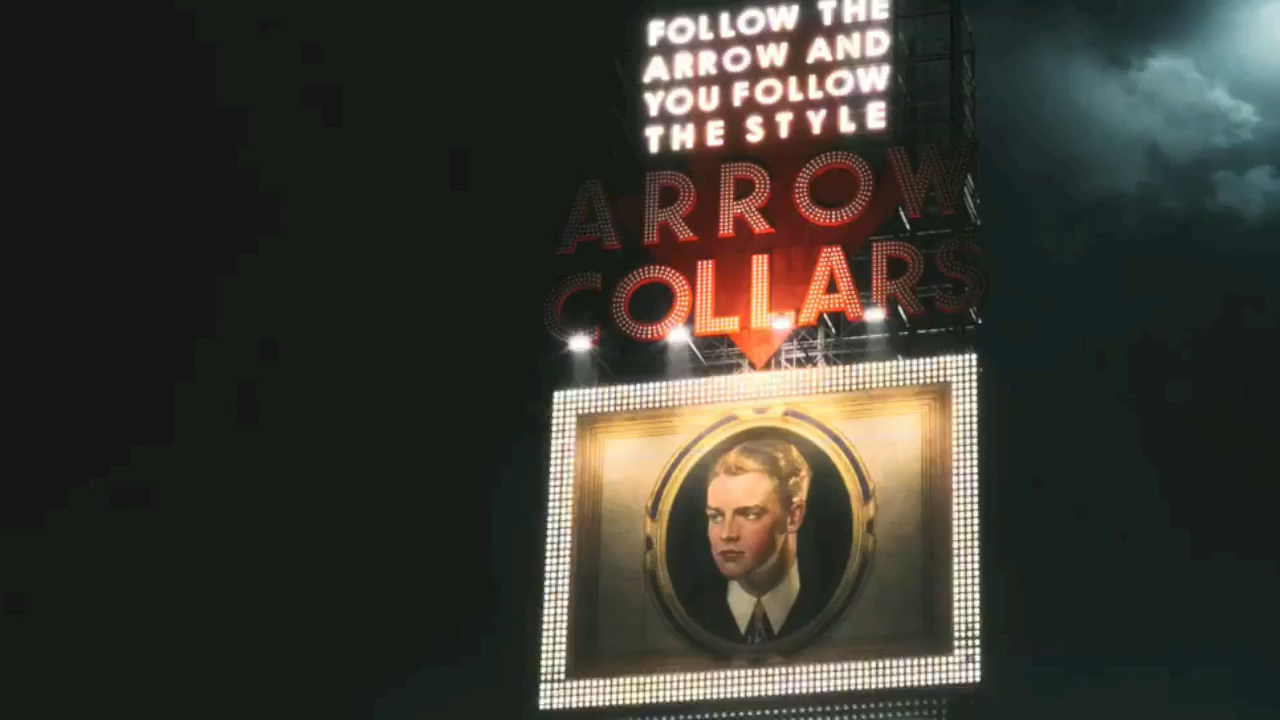 FOLLOW THE
ARROW AND
YOU FOLLOW
THE STYLE
ARROW
COLLARS